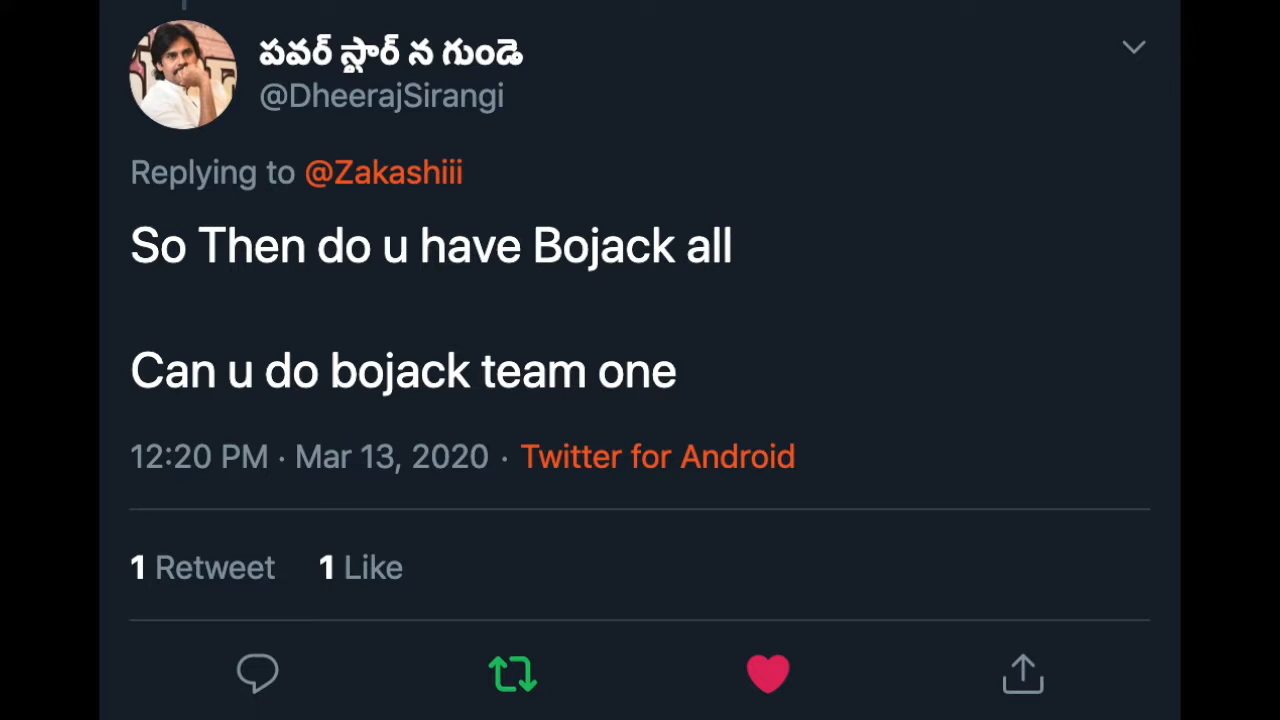 పవర్ స్టార్ న గుండె
@DheerajSirangi
Replying to @Zakashiii
So Then do u have Bojack all
Can u do bojack team one
12:20 PM · Mar 13, 2020 · Twitter for Android
1 Retweet 1 Like